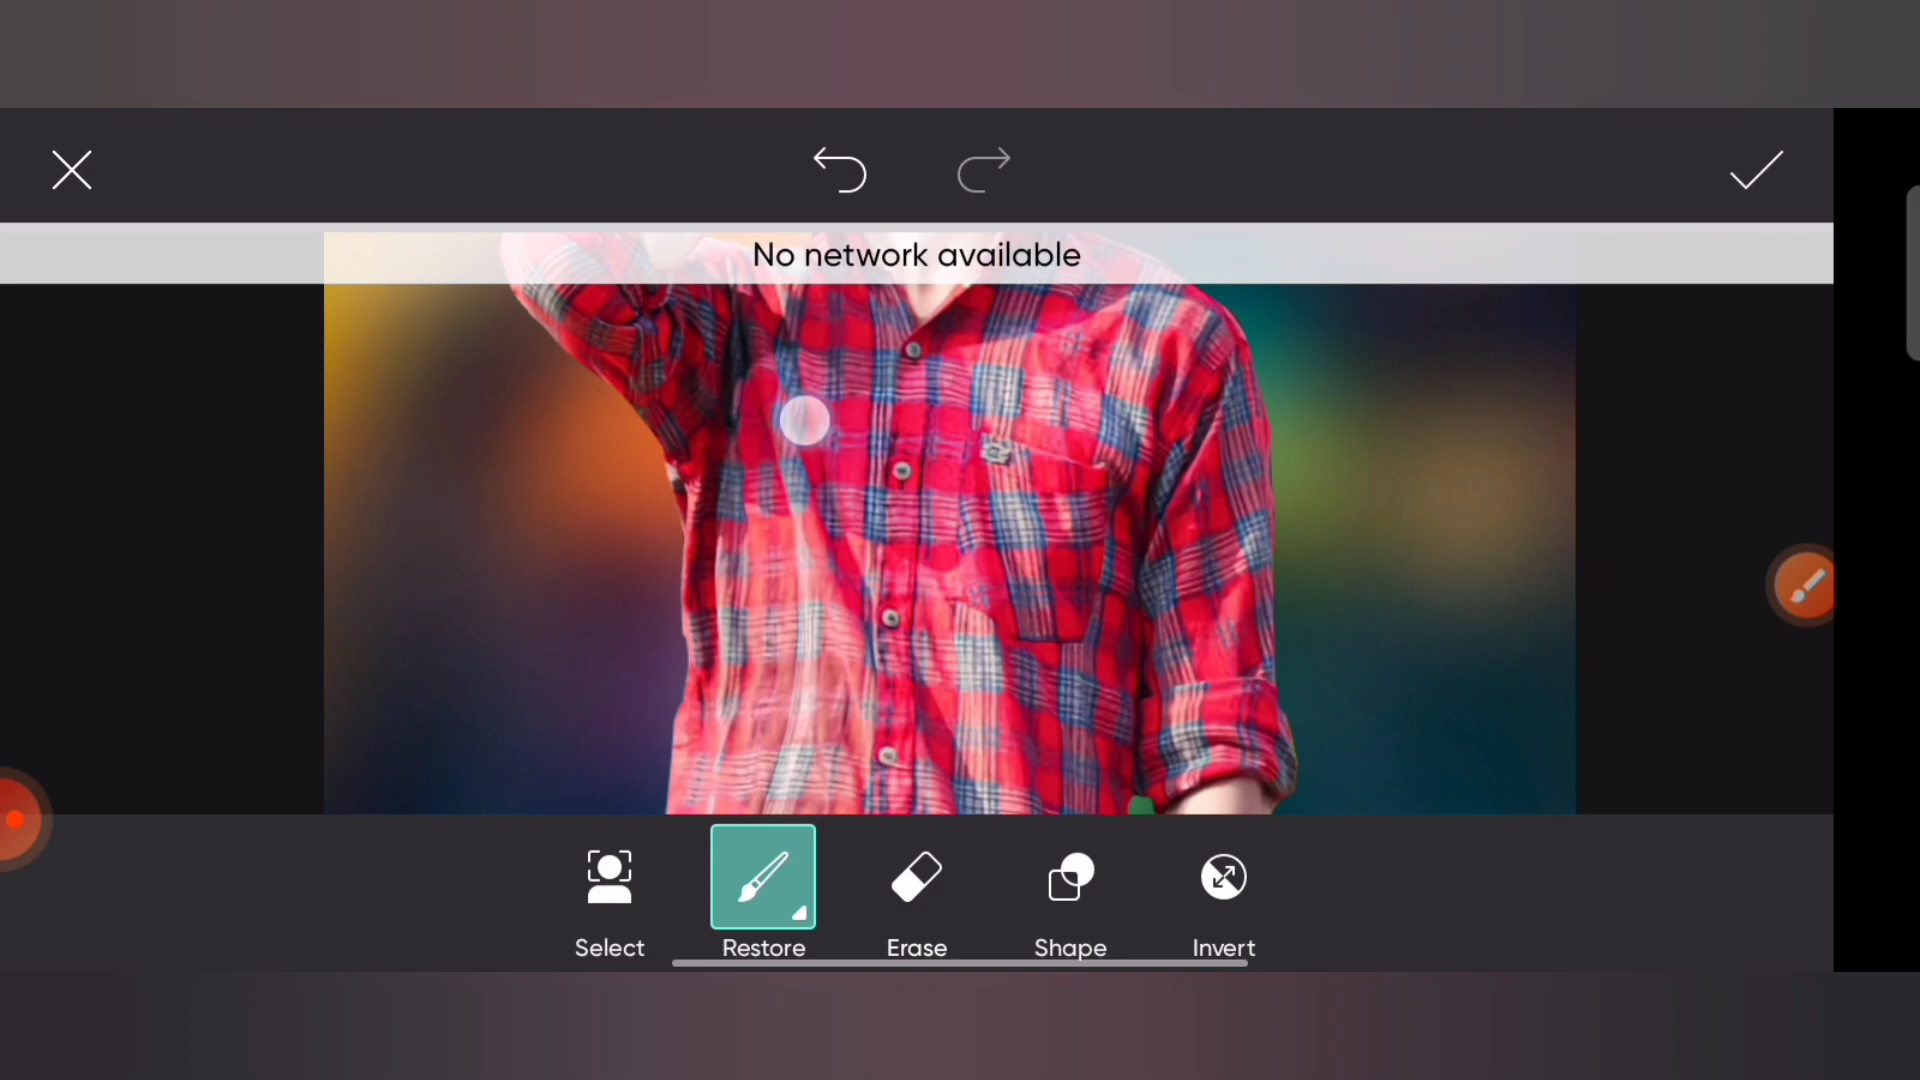 No network available
Select
Restore
Erase
Shape
Invert